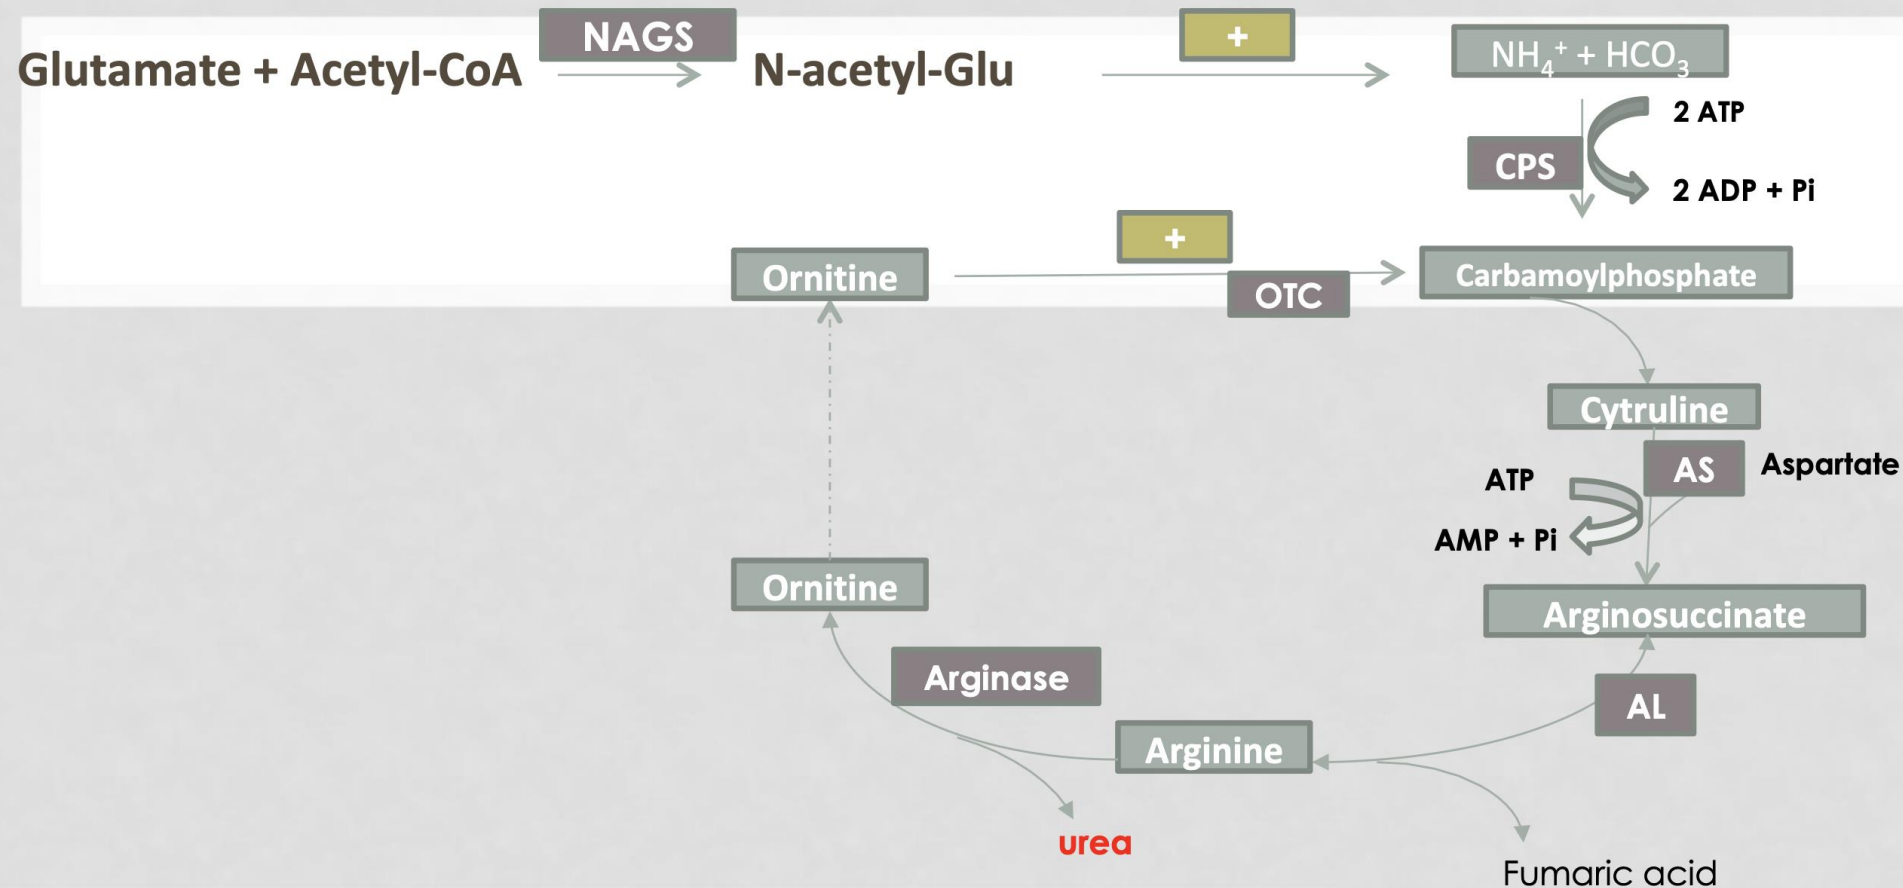 NAGS
+
Glutamate + Acetyl-CoA
N-acetyl-Glu
NH₄⁺ + HCO₃
2 ATP
CPS
2 ADP + Pi
+
Ornitine
OTC
Carbamoylphosphate
Cytruline
AS
Aspartate
ATP
AMP + Pi
Ornitine
Arginosuccinate
Arginase
AL
Arginine
urea
Fumaric acid